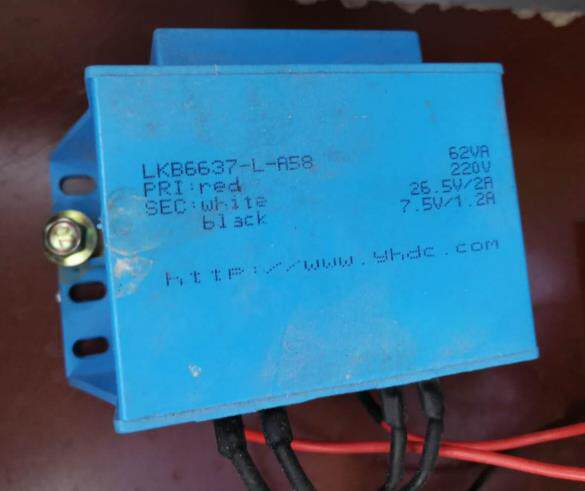 LKB6637-L-A58 62VA
PRI:red 220V
SEC:white 26.5V/2A
black 7.5V/1.2A
http://www.yhdc.com